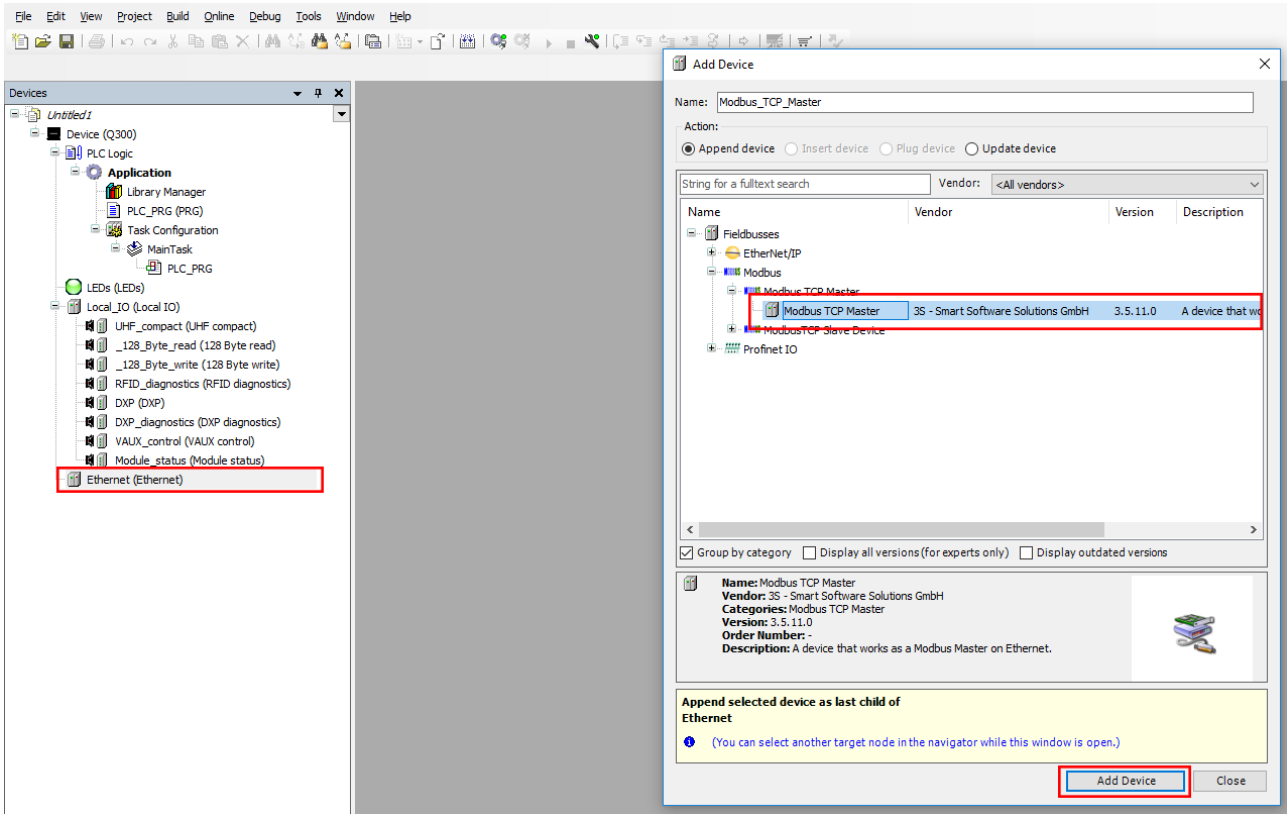 File Edit View Project Build Online Debug Tools Window Help
Devices
Untitled1
Device (Q300)
PLC Logic
Application
Library Manager
PLC_PRG (PRG)
Task Configuration
MainTask
PLC_PRG
LEDs (LEDs)
Local_IO (Local IO)
UHF_compact (UHF compact)
_128_Byte_read (128 Byte read)
_128_Byte_write (128 Byte write)
RFID_diagnostics (RFID diagnostics)
DXP (DXP)
DXP_diagnostics (DXP diagnostics)
VAUX_control (VAUX control)
Module_status (Module status)
Ethernet (Ethernet)
Add Device
Name: Modbus_TCP_Master
Action:
Append device Insert device Plug device Update device
String for a fulltext search Vendor: <All vendors>
Name Vendor Version Description
Fieldbusses
EtherNet/IP
Modbus
Modbus TCP Master
Modbus TCP Master 3S - Smart Software Solutions GmbH 3.5.11.0 A device that wo
ModbusTCP Slave Device
Profinet IO
Group by category Display all versions (for experts only) Display outdated versions
Name: Modbus TCP Master
Vendor: 3S - Smart Software Solutions GmbH
Categories: Modbus TCP Master
Version: 3.5.11.0
Order Number: -
Description: A device that works as a Modbus Master on Ethernet.
Append selected device as last child of
Ethernet
(You can select another target node in the navigator while this window is open.)
Add Device Close